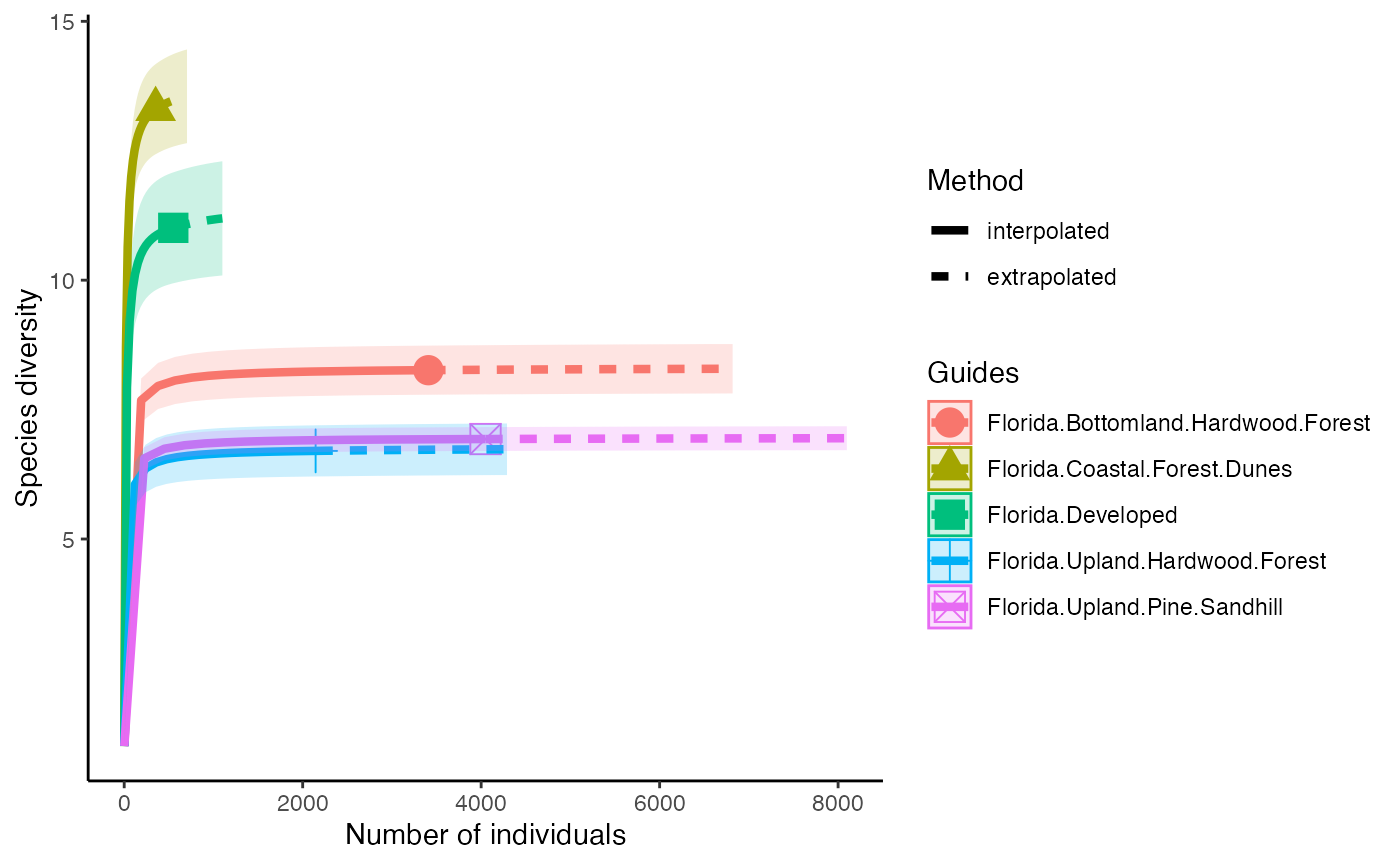 15
10
5
Species diversity
0 2000 4000 6000 8000
Number of individuals
Method
interpolated
extrapolated
Guides
Florida.Bottomland.Hardwood.Forest
Florida.Coastal.Forest.Dunes
Florida.Developed
Florida.Upland.Hardwood.Forest
Florida.Upland.Pine.Sandhill